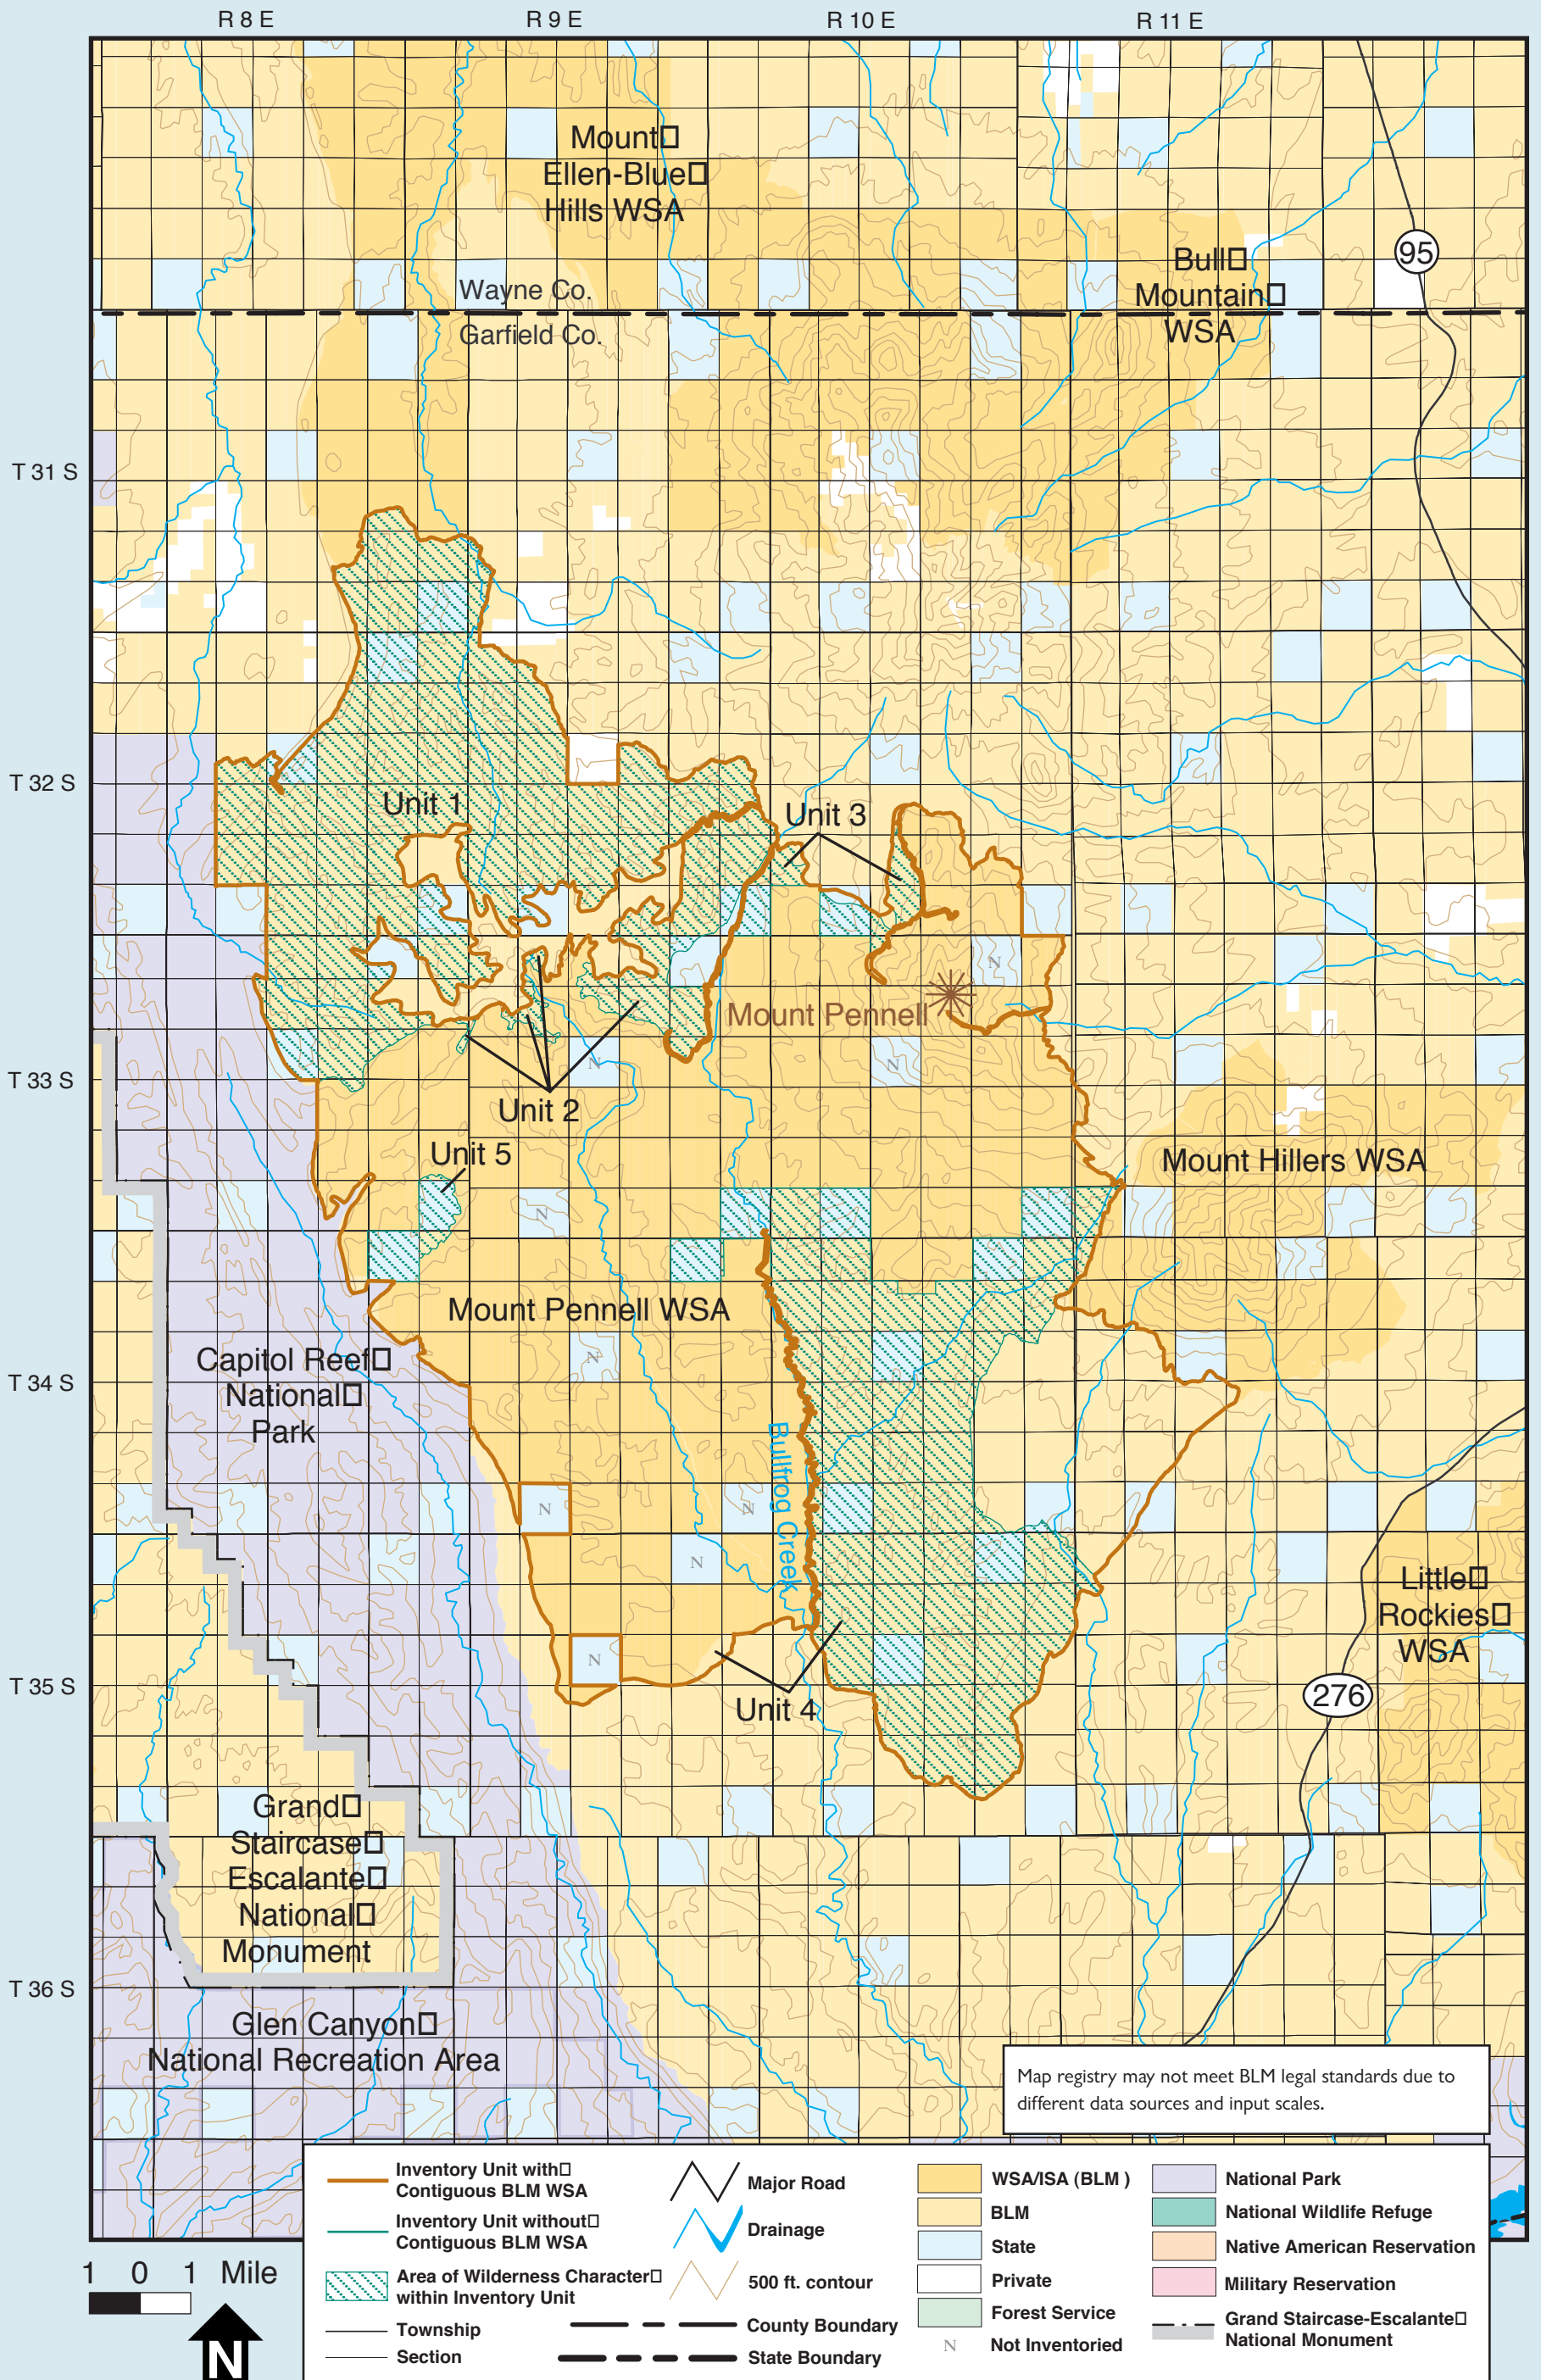 R 8 E
R 9 E
R 10 E
R 11 E
Mount
Ellen-Blue
Hills WSA
Bull
Mountain
WSA
95
Wayne Co.
Garfield Co.
T 31 S
T 32 S
Unit 1
Unit 3
N
Mount Pennell
N
N
T 33 S
Unit 2
Unit 5
Mount Hillers WSA
N
Mount Pennell WSA
Capitol Reef
National
Park
N
T 34 S
Bullfrog Creek
N
N
N
Little
Rockies
WSA
N
T 35 S
276
Unit 4
Grand
Staircase
Escalante
National
Monument
T 36 S
Glen Canyon
National Recreation Area
Map registry may not meet BLM legal standards due to
different data sources and input scales.
Inventory Unit with
Contiguous BLM WSA
Inventory Unit without
Contiguous BLM WSA
Area of Wilderness Character
within Inventory Unit
Township
Section
Major Road
Drainage
500 ft. contour
County Boundary
State Boundary
WSA/ISA (BLM )
BLM
State
Private
Forest Service
N Not Inventoried
National Park
National Wildlife Refuge
Native American Reservation
Military Reservation
Grand Staircase-Escalante
National Monument
1 0 1 Mile
N